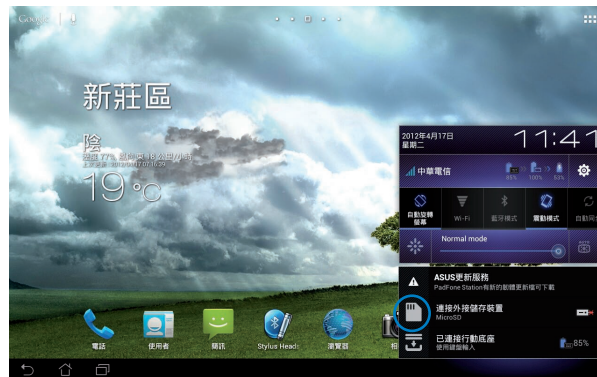 Google
新莊區
陰
19°C
2012年4月17日
星期二
11:41
中華電信
85%
100%
83%
自動旋轉
螢幕
Wi-Fi
藍牙模式
震動模式
自動同
Normal mode
AUTO
ASUS更新服務
PadFone Station有新的韌體更新檔可下載
連接外接儲存裝置
MicroSD
已連接行動底座
使用鍵盤輸入
85%
電話
使用者
簡訊
Stylus Heads
瀏覽器
相